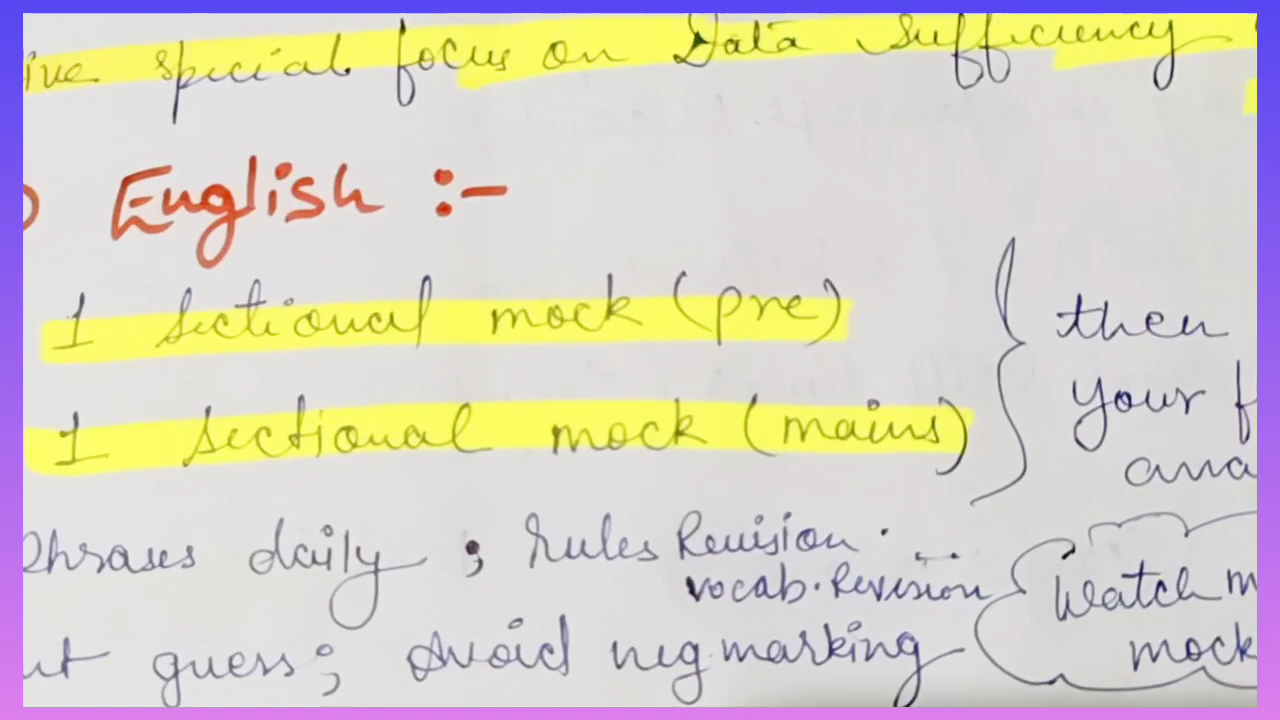 ive special focus on Data Sufficiency
) English :-
1 Sectional mock (pre)
1 Sectional mock (mains)
then
your f
ana
Phrases daily ; rules Revision .
vocab. Revision
ut guess; Avoid neg. marking
Watch m
mock